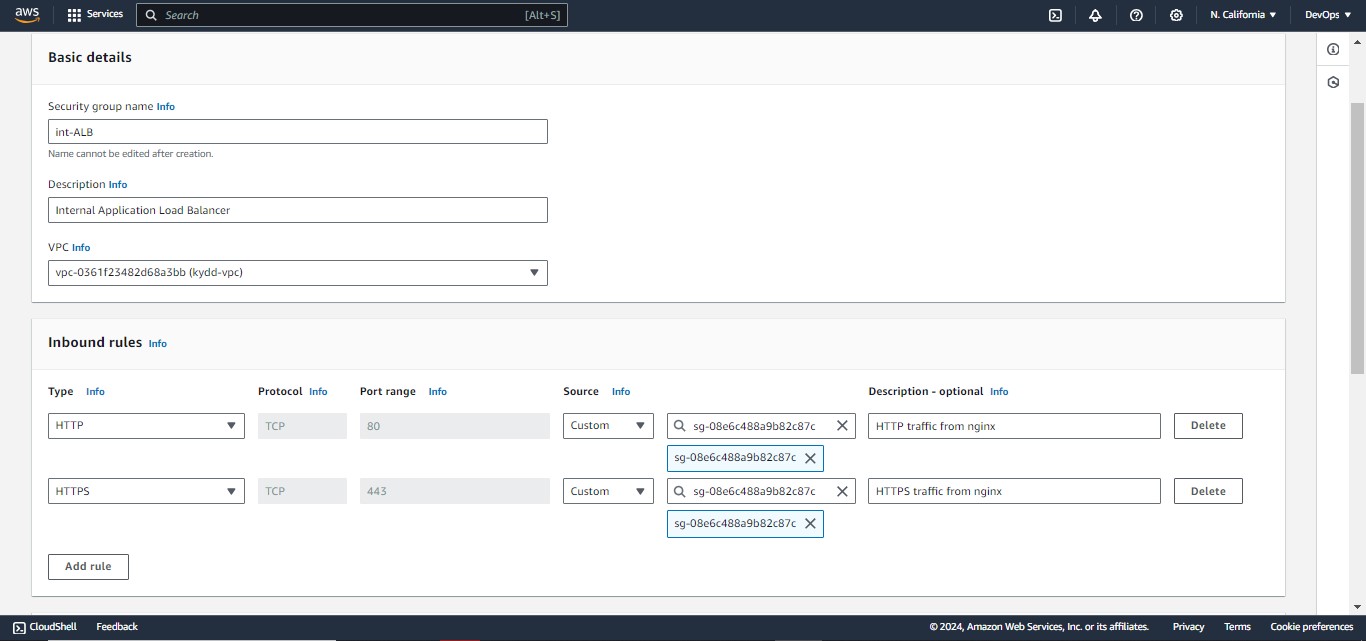 aws Services Search [Alt+S] N. California DevOps
Basic details
Security group name Info
int-ALB
Name cannot be edited after creation.
Description Info
Internal Application Load Balancer
VPC Info
vpc-0361f23482d68a3bb (kydd-vpc)
Inbound rules Info
Type Info Protocol Info Port range Info Source Info Description - optional Info
HTTP TCP 80 Custom sg-08e6c488a9b82c87c HTTP traffic from nginx Delete
sg-08e6c488a9b82c87c
HTTPS TCP 443 Custom sg-08e6c488a9b82c87c HTTPS traffic from nginx Delete
sg-08e6c488a9b82c87c
Add rule
CloudShell Feedback © 2024, Amazon Web Services, Inc. or its affiliates. Privacy Terms Cookie preferences